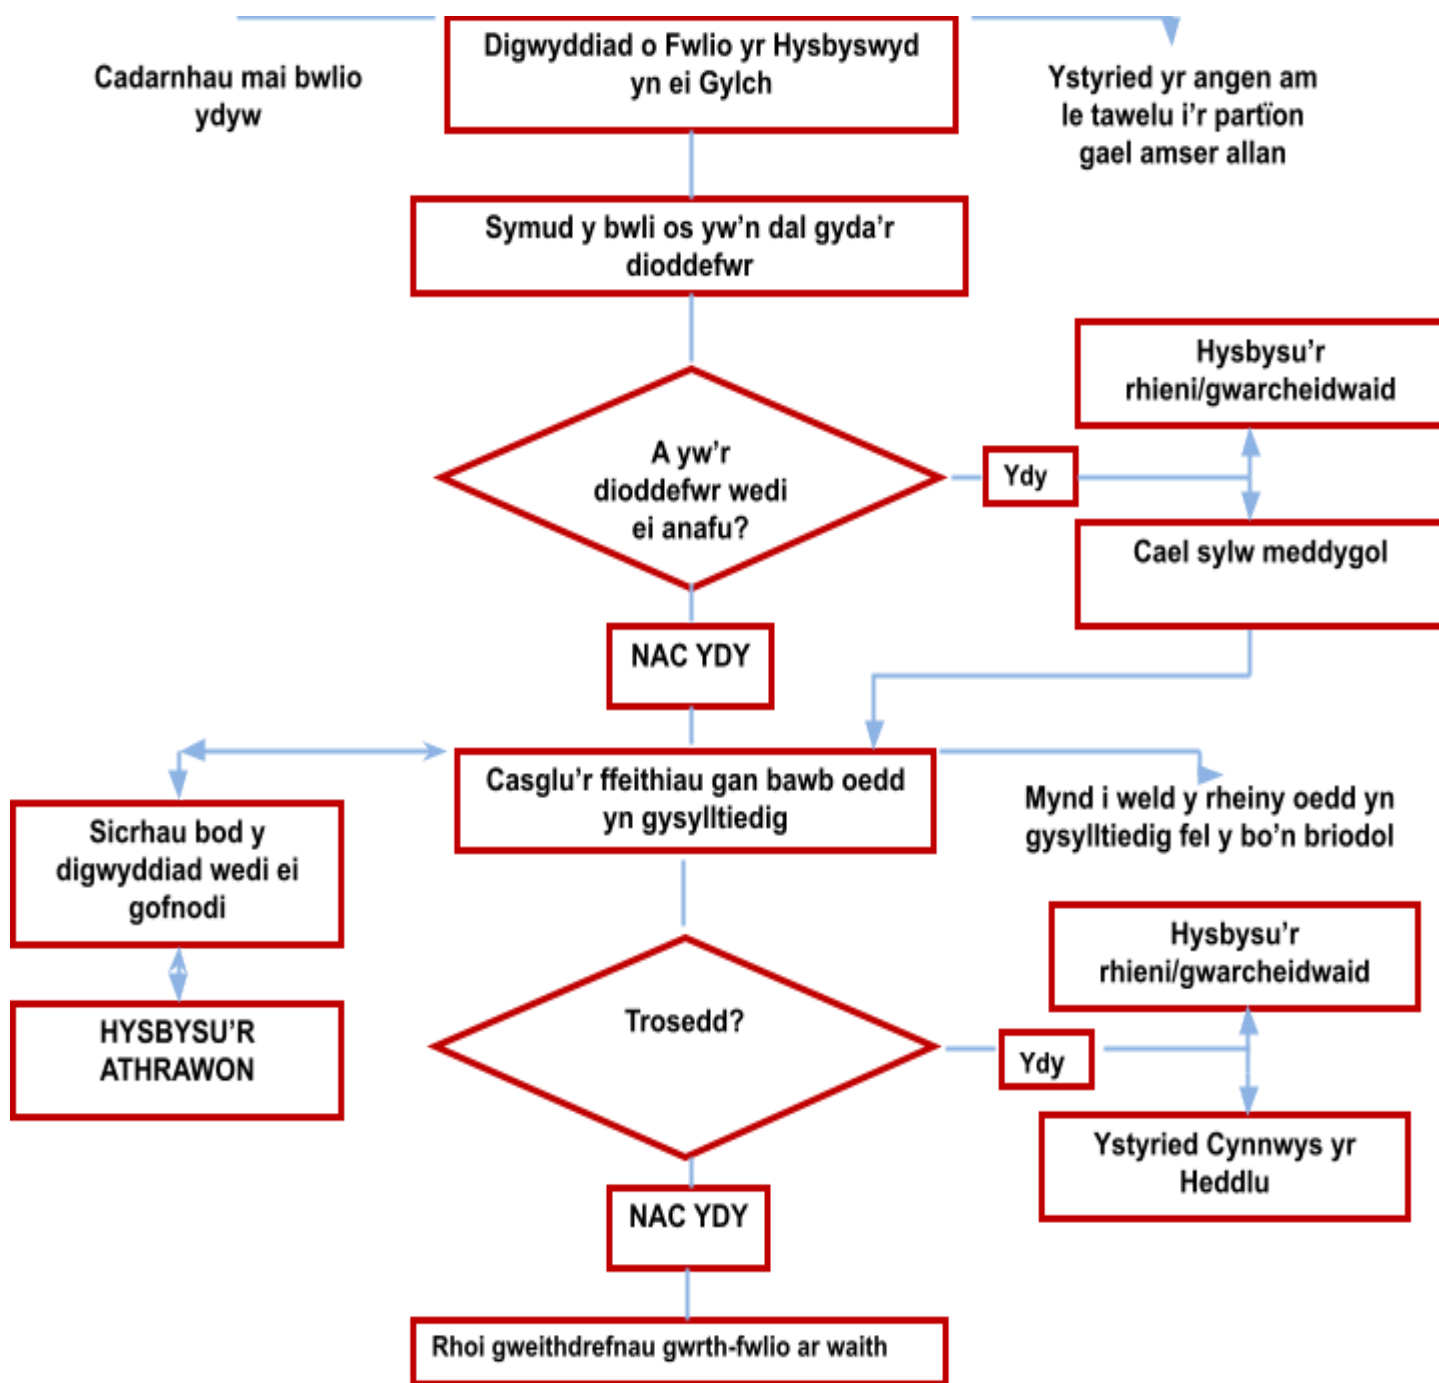 Cadarnhau mai bwlio
ydyw
Digwyddiad o Fwlio yr Hysbyswyd
yn ei Gylch
Ystyried yr angen am
le tawelu i'r partïon
gael amser allan
Symud y bwli os yw'n dal gyda'r
dioddefwr
A yw'r
dioddefwr wedi
ei anafu?
Ydy
Hysbysu'r
rhieni/gwarcheidwaid
Cael sylw meddygol
NAC YDY
Casglu'r ffeithiau gan bawb oedd
yn gysylltiedig
Mynd i weld y rheiny oedd yn
gysylltiedig fel y bo'n briodol
Sicrhau bod y
digwyddiad wedi ei
gofnodi
HYSBYSU'R
ATHRAWON
Trosedd?
Ydy
Hysbysu'r
rhieni/gwarcheidwaid
Ystyried Cynnwys yr
Heddlu
NAC YDY
Rhoi gweithdrefnau gwrth-fwlio ar waith